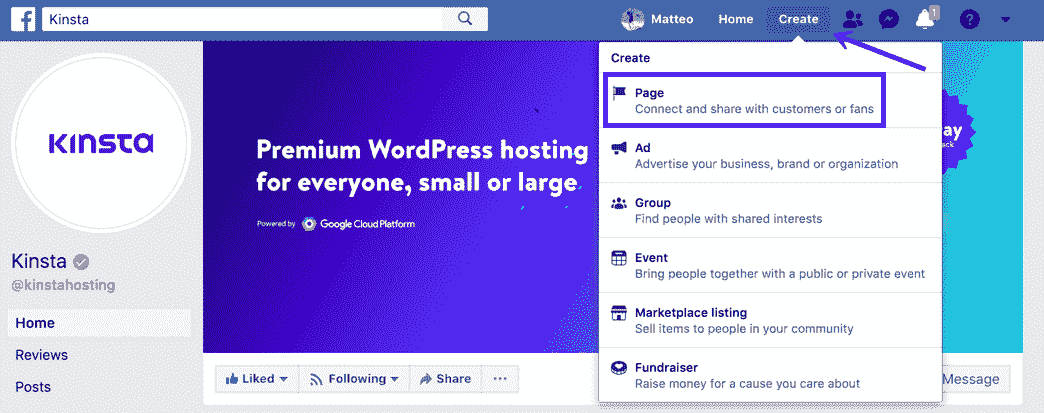 Kinsta
Matteo
Home
Create
1
Create
Page
Connect and share with customers or fans
Ad
Advertise your business, brand or organization
Group
Find people with shared interests
Event
Bring people together with a public or private event
Marketplace listing
Sell items to people in your community
Fundraiser
Raise money for a cause you care about
KINSTA
Premium WordPress hosting
for everyone, small or large
Powered by Google Cloud Platform
Kinsta
@kinstahosting
Home
Reviews
Posts
Liked
Following
Share
Message